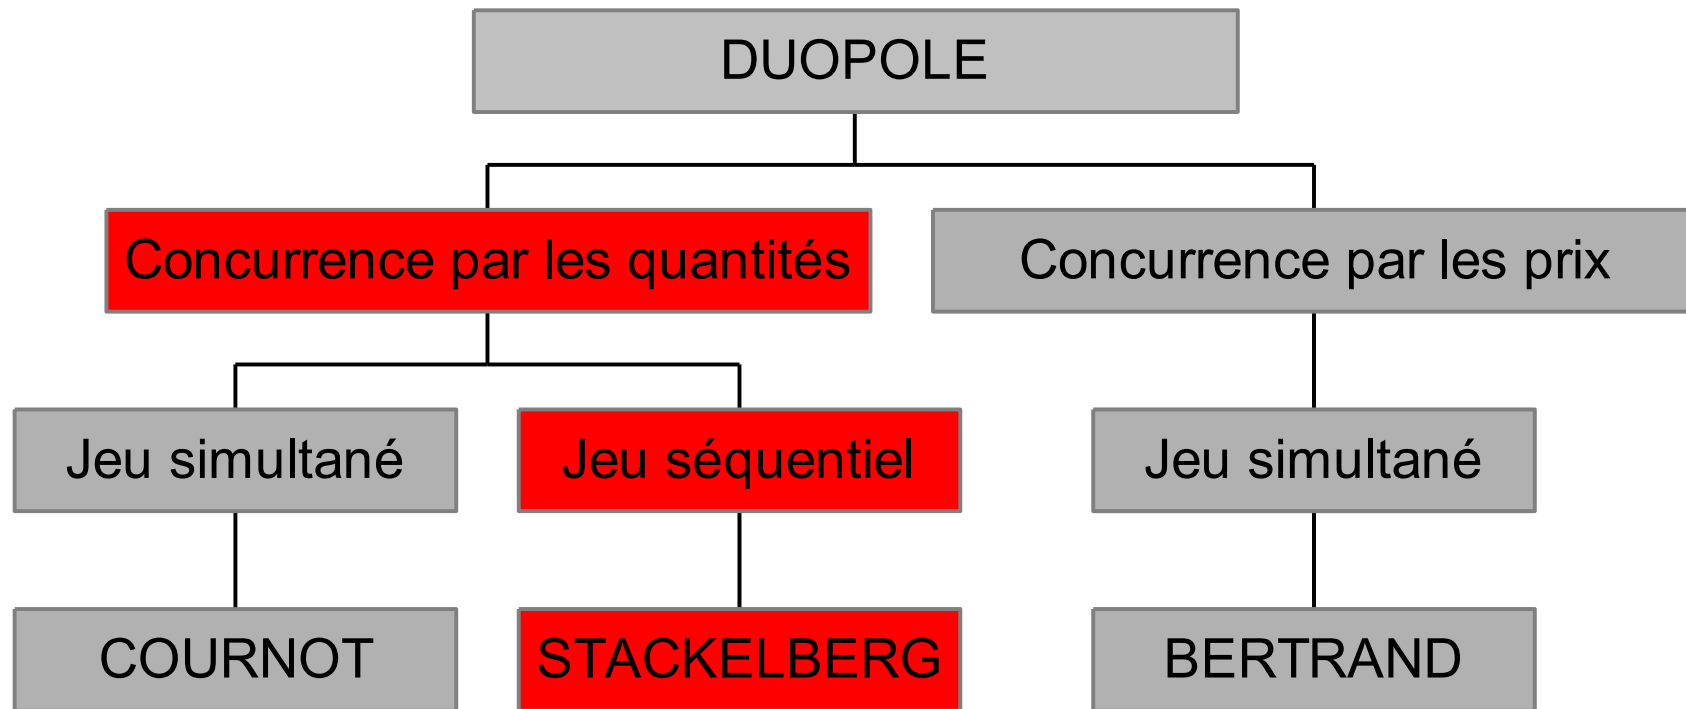 DUOPOLE
Concurrence par les quantités
Concurrence par les prix
Jeu simultané
Jeu séquentiel
Jeu simultané
COURNOT
STACKELBERG
BERTRAND